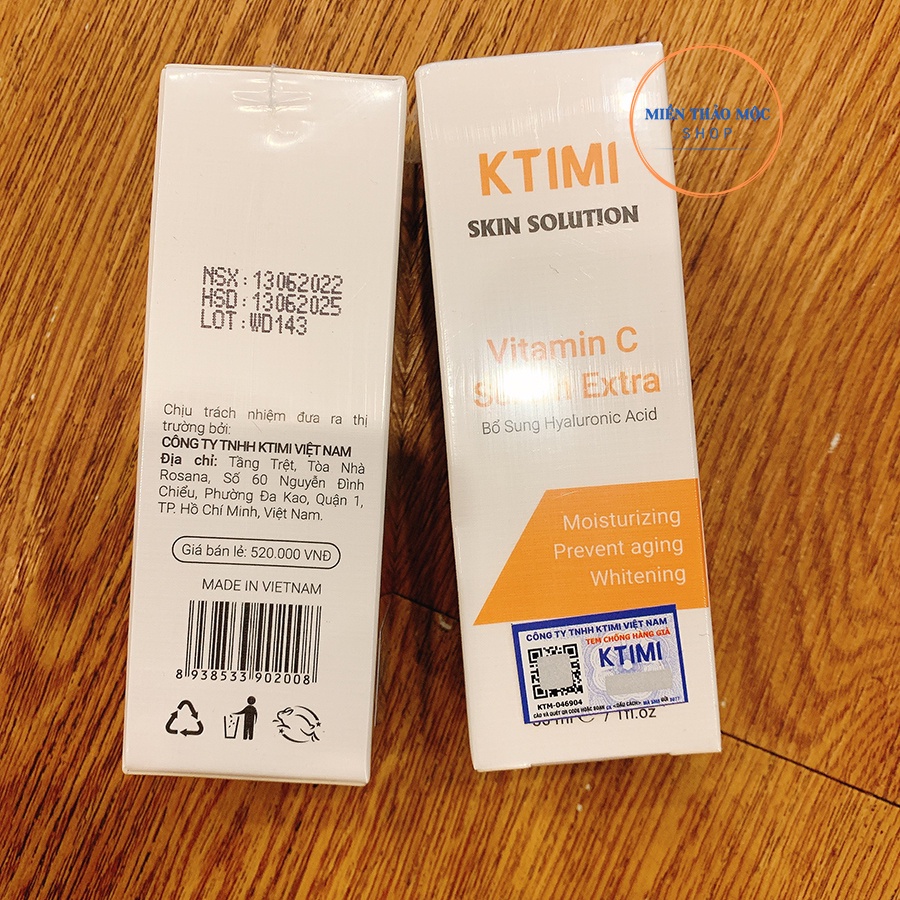 NSX: 13062022
HSD: 13062025
LOT: WD143
Chịu trách nhiệm đưa ra thị
trường bởi:
CÔNG TY TNHH KTIMI VIỆT NAM
Địa chỉ: Tầng Trệt, Tòa Nhà
Rosana, Số 60 Nguyễn Đình
Chiểu, Phường Đa Kao, Quận 1,
TP. Hồ Chí Minh, Việt Nam.
Giá bán lẻ: 520.000 VNĐ
MADE IN VIETNAM
8 938533 902008
MIỀN THẢO MỘC
SHOP
KTIMI
SKIN SOLUTION
Vitamin C
Extra
Bổ Sung Hyaluronic Acid
Moisturizing
Prevent aging
Whitening
CÔNG TY TNHH KTIMI VIỆT NAM
TEM CHỐNG HÀNG GIẢ
KTIMI
KTM-046904
fl.oz